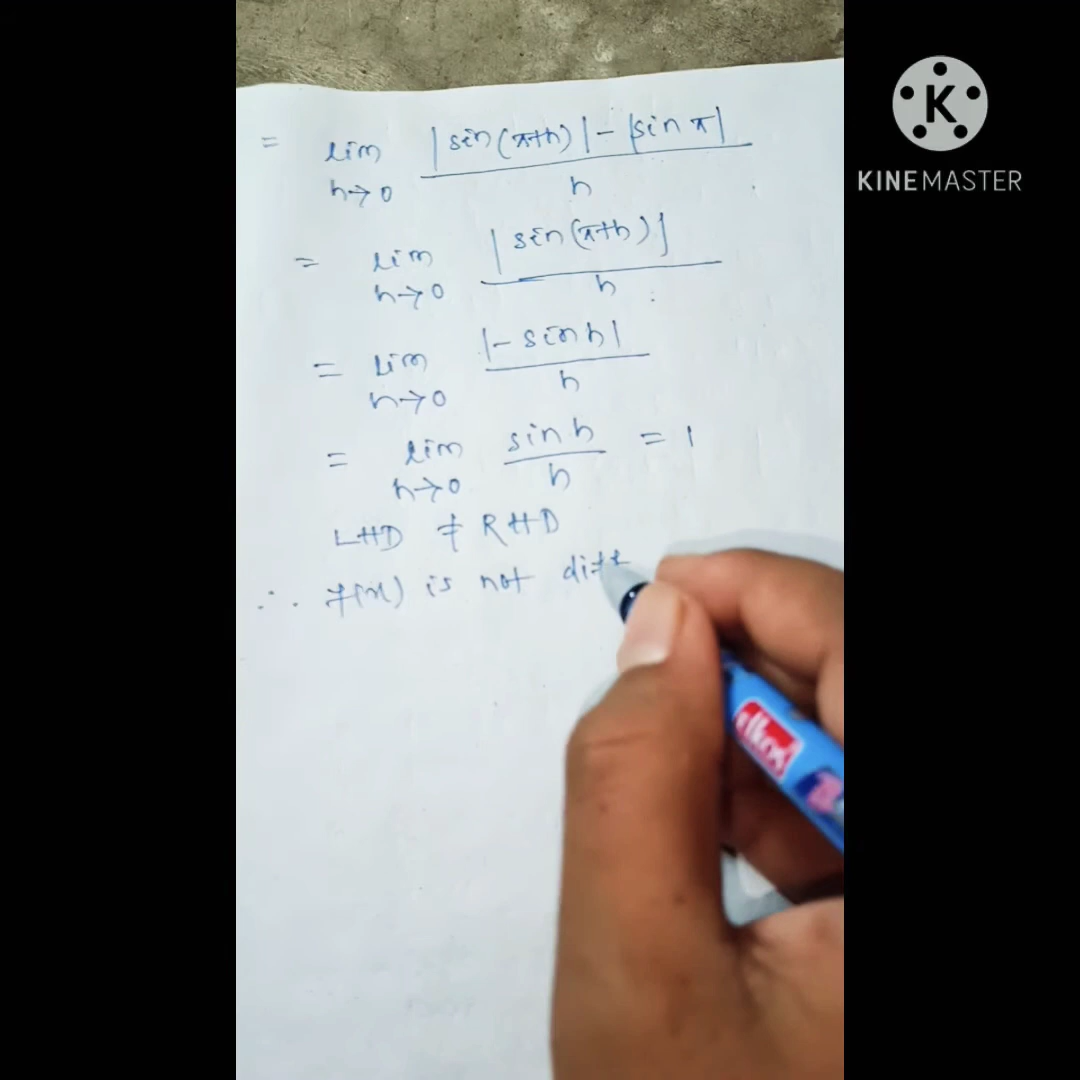 = lim h→0 |sin(π+h)| - |sin π| / h
= lim h→0 |sin(π+h)| / h
= lim h→0 |- sin h| / h
= lim h→0 sin h / h = 1
LHD ≠ RHD
∴ f(x) is not diff
K
KINEMASTER
elkos